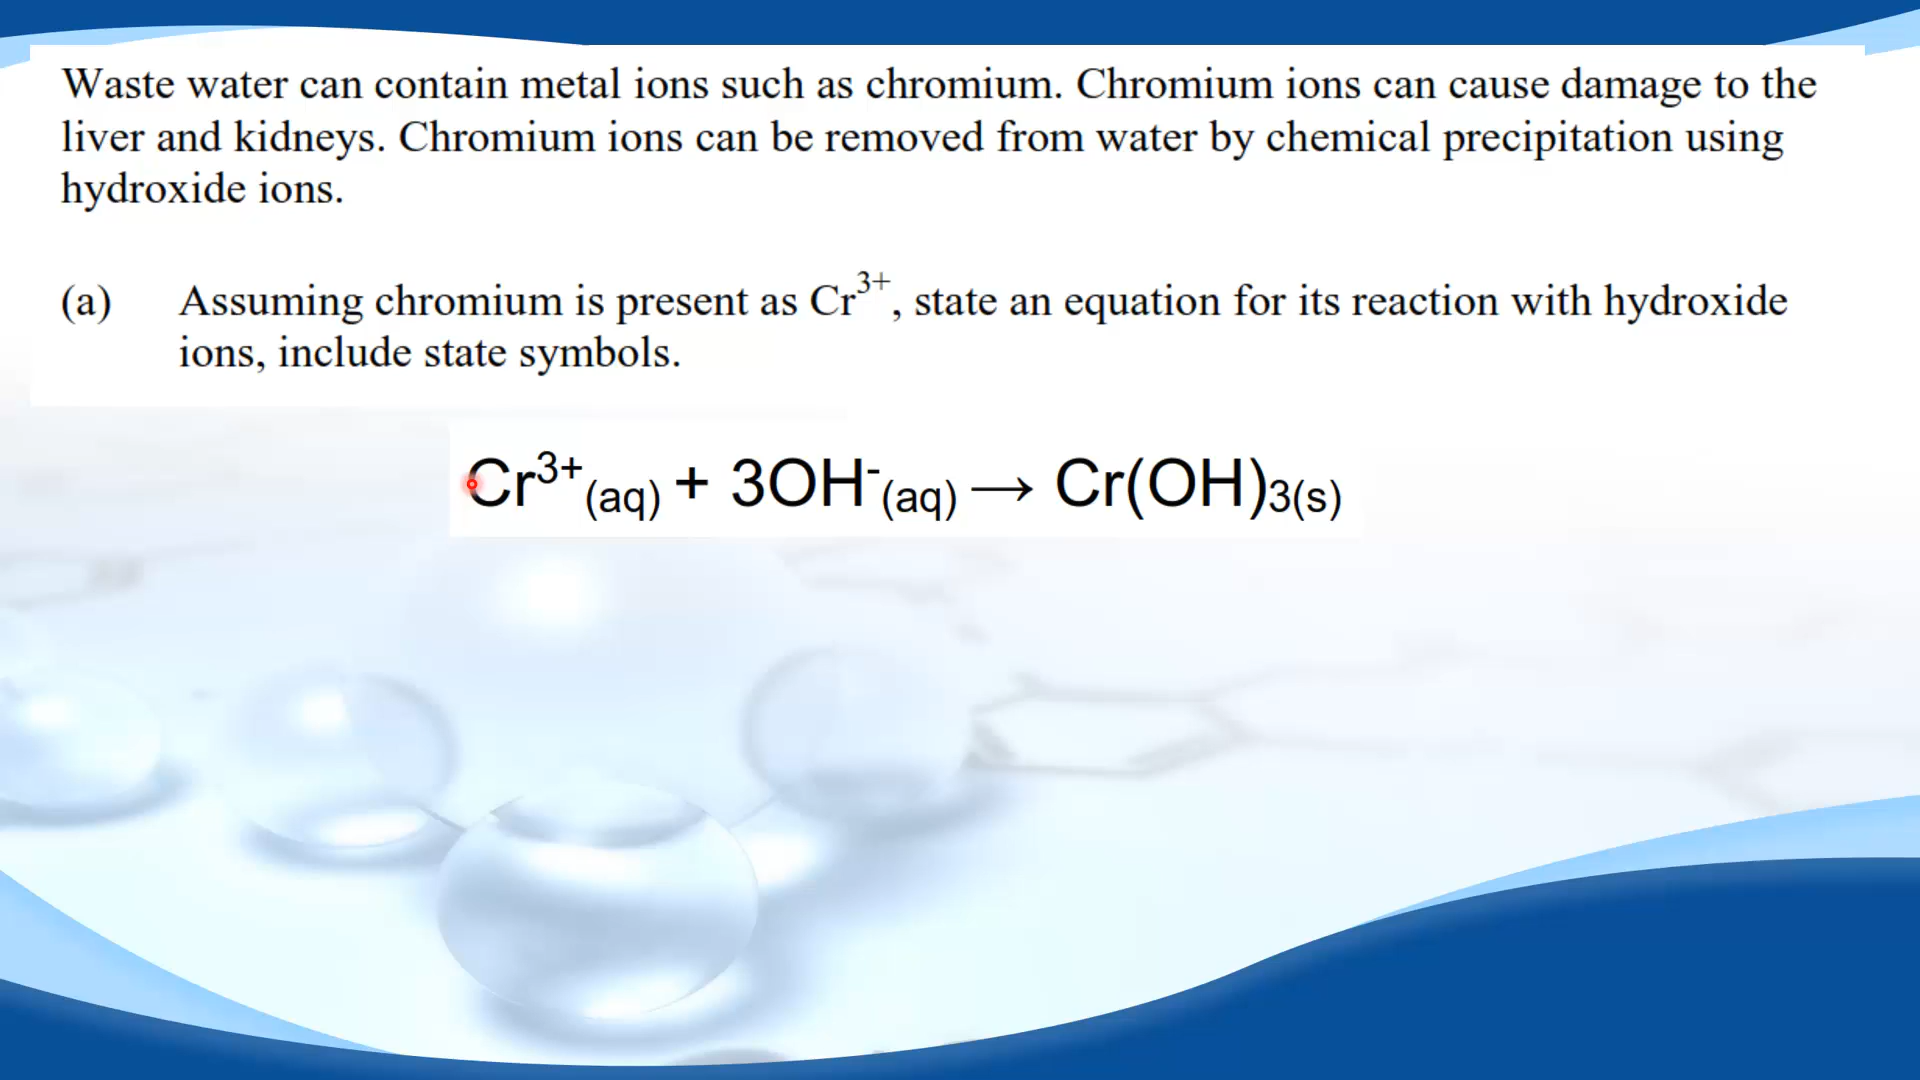 Waste water can contain metal ions such as chromium. Chromium ions can cause damage to the
liver and kidneys. Chromium ions can be removed from water by chemical precipitation using
hydroxide ions.
(a) Assuming chromium is present as Cr³⁺, state an equation for its reaction with hydroxide
ions, include state symbols.
Cr³⁺(aq) + 3OH⁻(aq) → Cr(OH)₃(s)